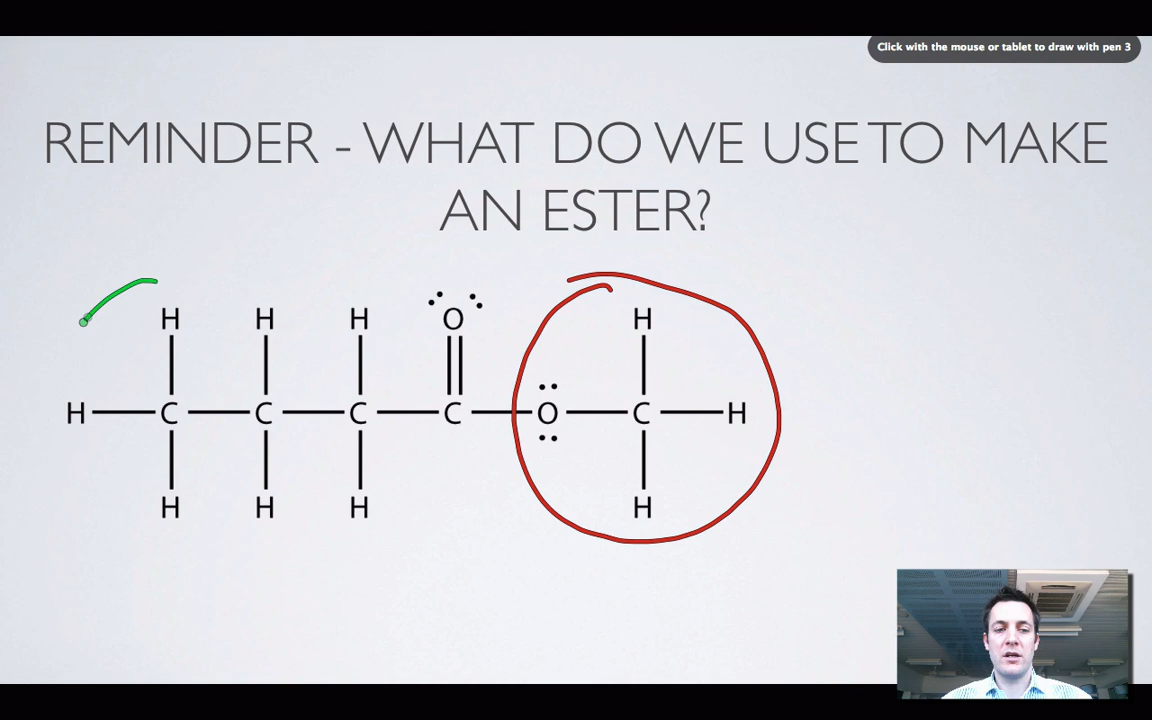 Click with the mouse or tablet to draw with pen 3
REMINDER - WHAT DO WE USE TO MAKE
AN ESTER?
H H H O H
H C C C C O C H
H H H H